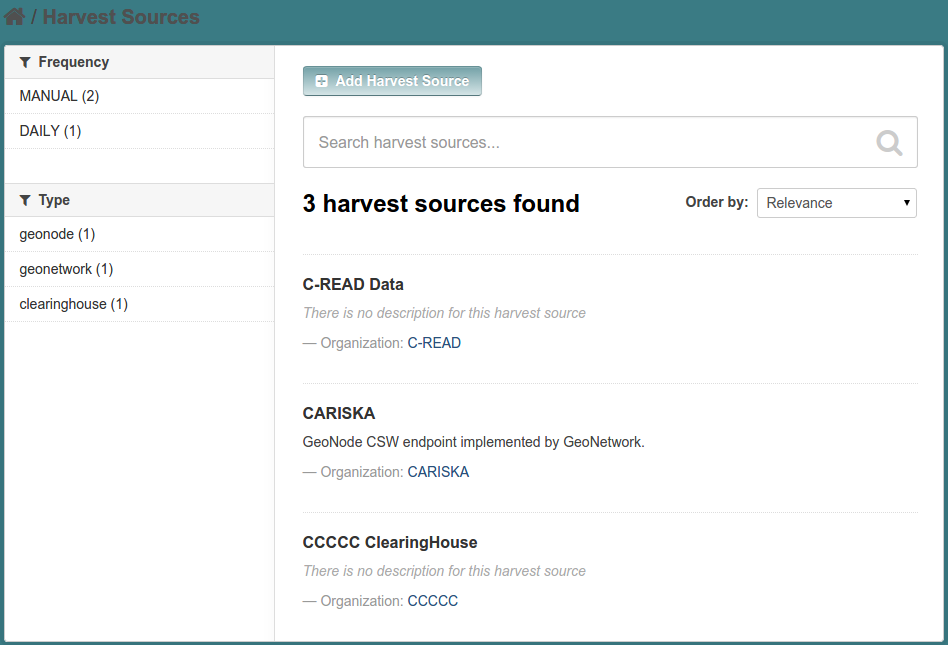 / Harvest Sources
Frequency
MANUAL (2)
DAILY (1)
Type
geonode (1)
geonetwork (1)
clearinghouse (1)
Add Harvest Source
Search harvest sources...
3 harvest sources found
Order by: Relevance
C-READ Data
There is no description for this harvest source
— Organization: C-READ
CARISKA
GeoNode CSW endpoint implemented by GeoNetwork.
— Organization: CARISKA
CCCCC ClearingHouse
There is no description for this harvest source
— Organization: CCCCC